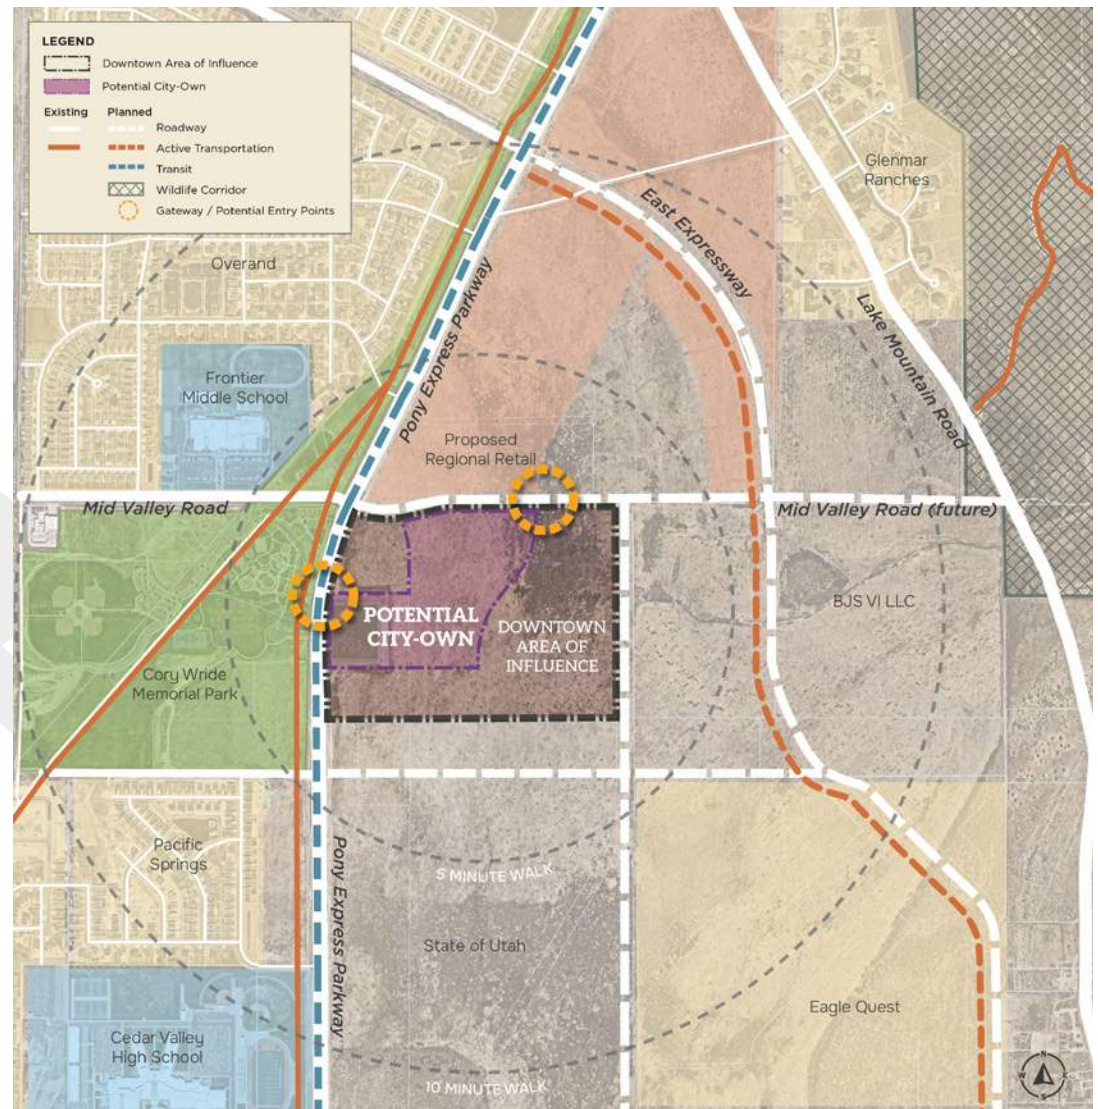 LEGEND
Downtown Area of Influence
Potential City-Own
Existing Planned
Roadway
Active Transportation
Transit
Wildlife Corridor
Gateway / Potential Entry Points
Glenmar
Ranches
East Expressway
Overand
Pony Express Parkway
Lake Mountain Road
Frontier
Middle School
Proposed
Regional Retail
Mid Valley Road
Mid Valley Road (future)
POTENTIAL
CITY-OWN
DOWNTOWN
AREA OF
INFLUENCE
BJS VI LLC
Cory Wride
Memorial Park
Pacific
Springs
Pony Express Parkway
5 MINUTE WALK
State of Utah
Eagle Quest
Cedar Valley
High School
10 MINUTE WALK
N
W E
S